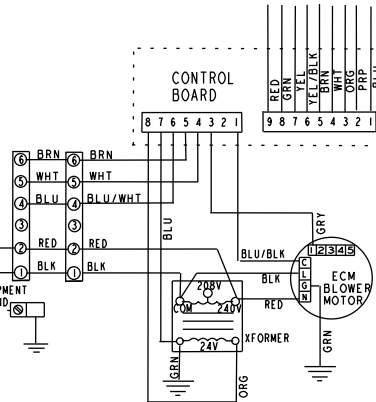 RED
GRN
YEL
YEL/BLK
BRN
WHT
ORG
PRP
CONTROL
BOARD
8 7 6 5 4 3 2 1
9 8 7 6 5 4 3 2 1
6 BRN 6 BRN
5 WHT 5 WHT
4 BLU 4 BLU/WHT
3 3
2 RED 2 RED
1 BLK 1 BLK
BLU
GRY
1 2 3 4 5
BLU/BLK
BLK
RED
C
L
G
N
ECM
BLOWER
MOTOR
208V
COM 240V
XFORMER
24V
GRN
ORG
GRN
PMENT